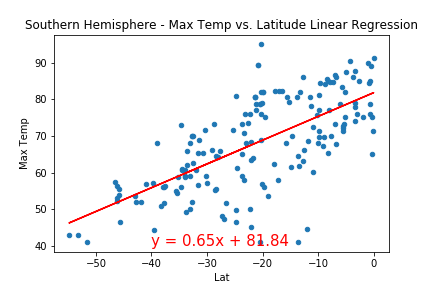 Southern Hemisphere - Max Temp vs. Latitude Linear Regression
90
80
70
60
50
40
Max Temp
y = 0.65x + 81.84
−50 −40 −30 −20 −10 0
Lat